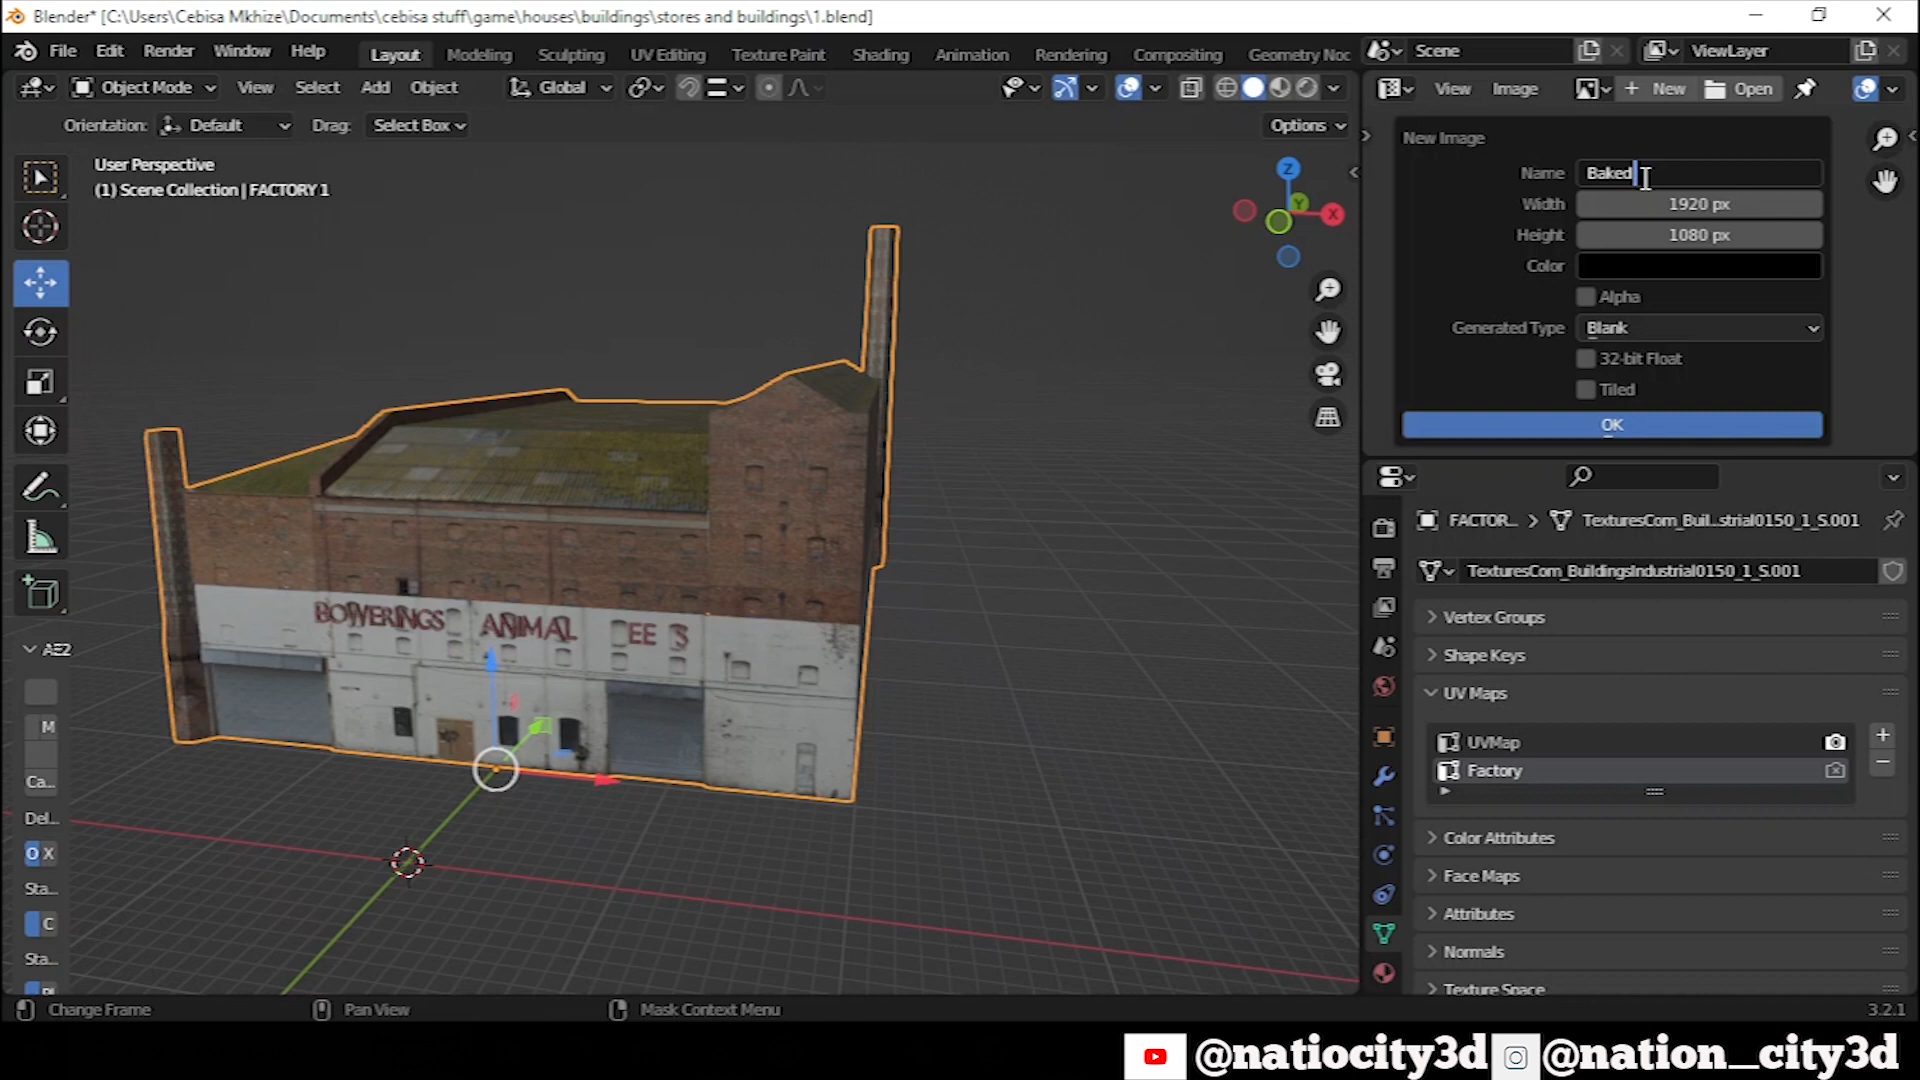 Blender* [C:\Users\Cebisa Mkhize\Documents\cebisa stuff\game\houses\buildings\stores and buildings\1.blend]
File Edit Render Window Help Layout Modeling Sculpting UV Editing Texture Paint Shading Animation Rendering Compositing Geometry Noc Scene ViewLayer
Object Mode View Select Add Object Global View Image New Open
Orientation: Default Drag: Select Box Options
User Perspective
(1) Scene Collection | FACTORY 1
Z
Y
X
New Image
Name Baked
Width 1920 px
Height 1080 px
Color
Alpha
Generated Type Blank
32-bit Float
Tiled
OK
BOWERINGS ANIMAL EE S
AE2
M
Ca...
Del...
O X
Sta...
C
Sta...
FACTOR... TexturesCom_Buil...strial0150_1_S.001
TexturesCom_BuildingsIndustrial0150_1_S.001
Vertex Groups
Shape Keys
UV Maps
UVMap
Factory
Color Attributes
Face Maps
Attributes
Normals
Texture Space
Change Frame Pan View Mask Context Menu 3.2.1
@natiocity3d @nation_city3d